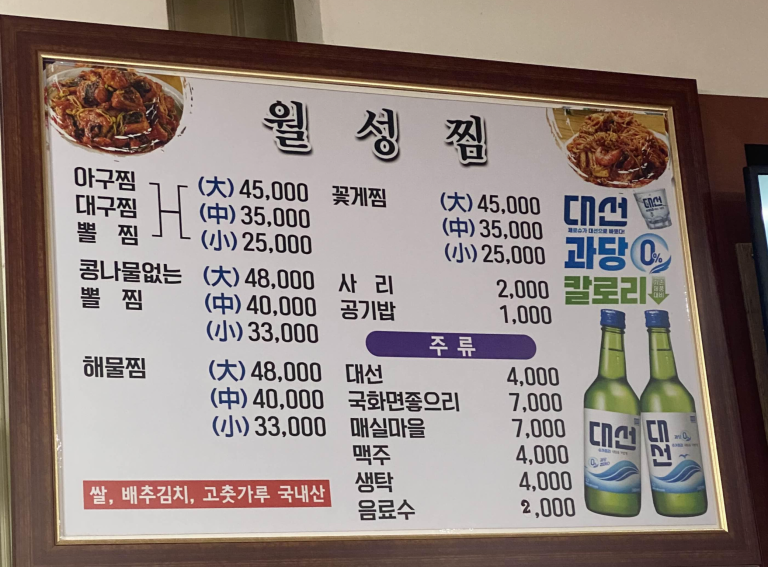 월성찜
아구찜
대구찜
뽈 찜
(大) 45,000
(中) 35,000
(小) 25,000
콩나물없는
뽈 찜
(大) 48,000
(中) 40,000
(小) 33,000
해물찜
(大) 48,000
(中) 40,000
(小) 33,000
쌀, 배추김치, 고춧가루 국내산
꽃게찜
(大) 45,000
(中) 35,000
(小) 25,000
사 리 2,000
공기밥 1,000
주 류
대선 4,000
국화면좋으리 7,000
매실마을 7,000
맥주 4,000
생탁 4,000
음료수 2,000
대선
대선
과당 0%
칼로리
대선
대선